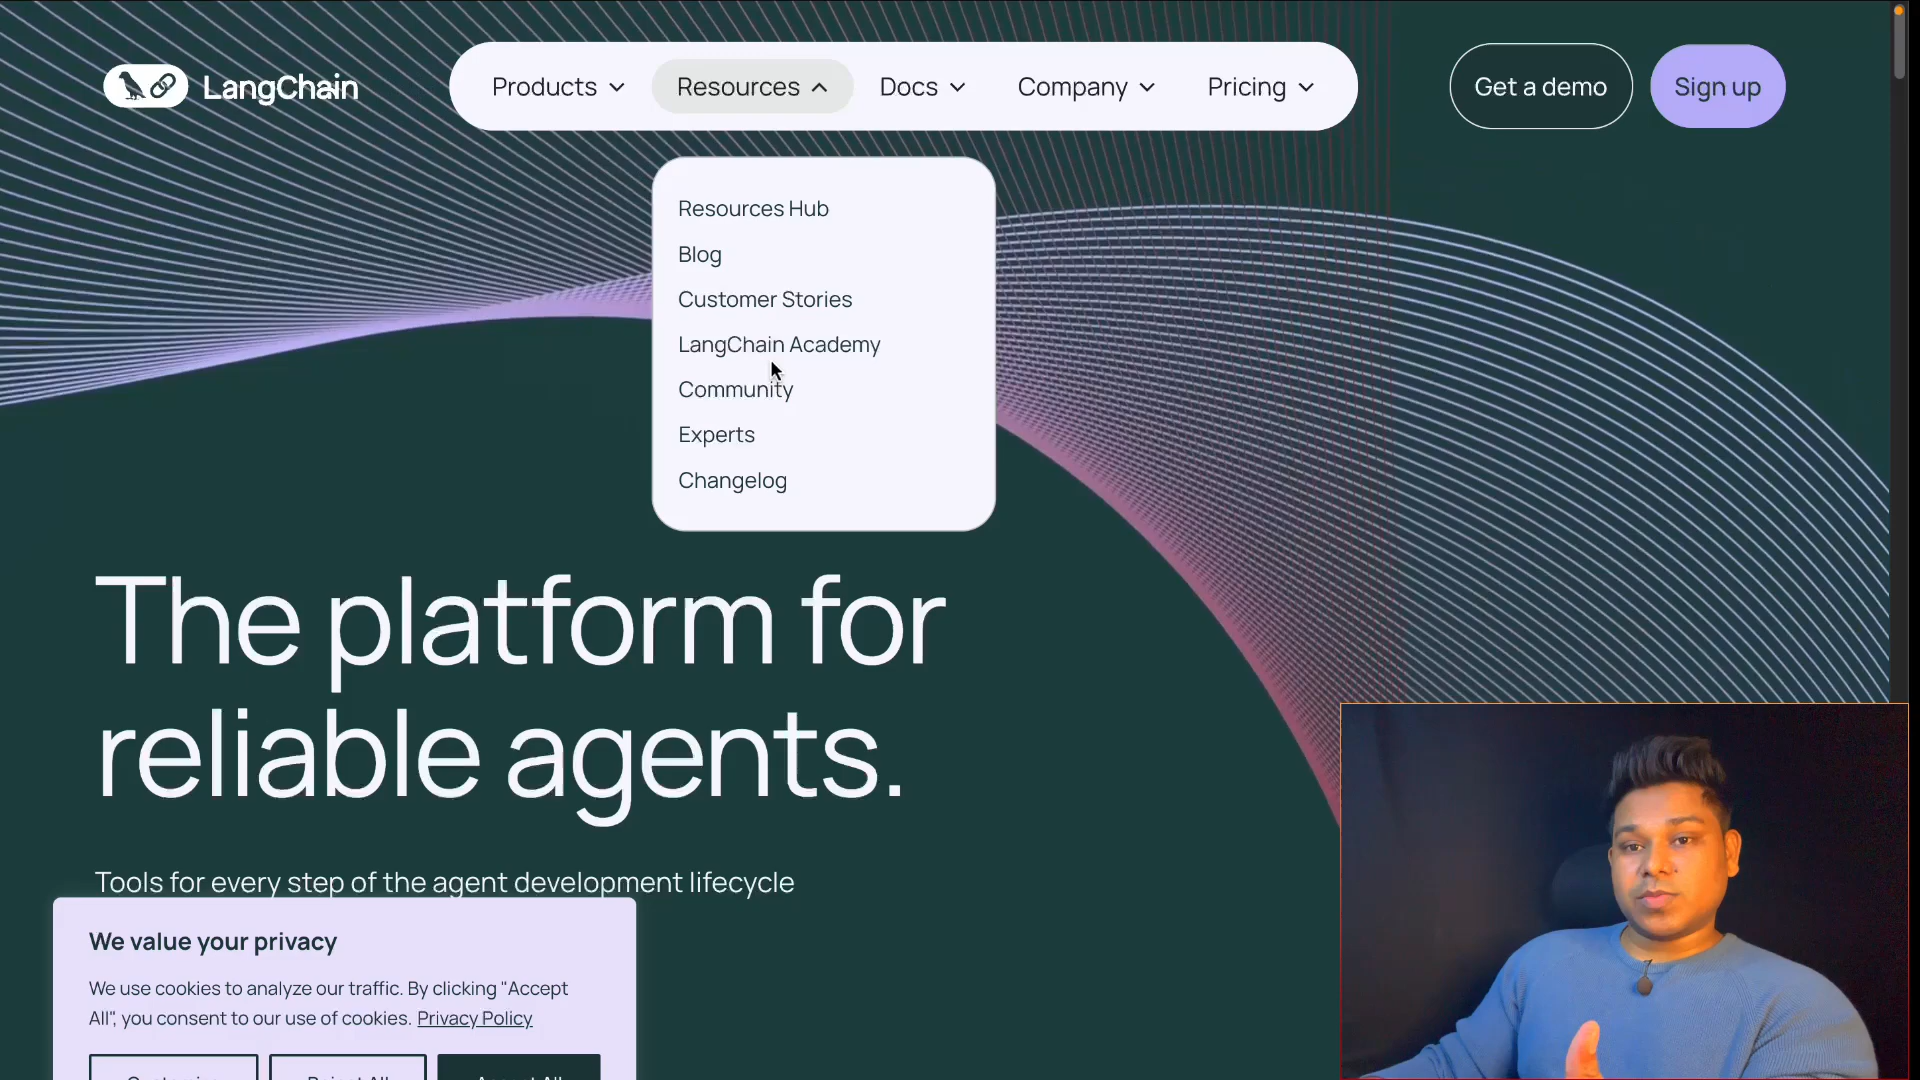 LangChain
Products
Resources
Docs
Company
Pricing
Get a demo
Sign up
Resources Hub
Blog
Customer Stories
LangChain Academy
Community
Experts
Changelog
The platform for
reliable agents.
Tools for every step of the agent development lifecycle
We value your privacy
We use cookies to analyze our traffic. By clicking "Accept
All", you consent to our use of cookies. Privacy Policy